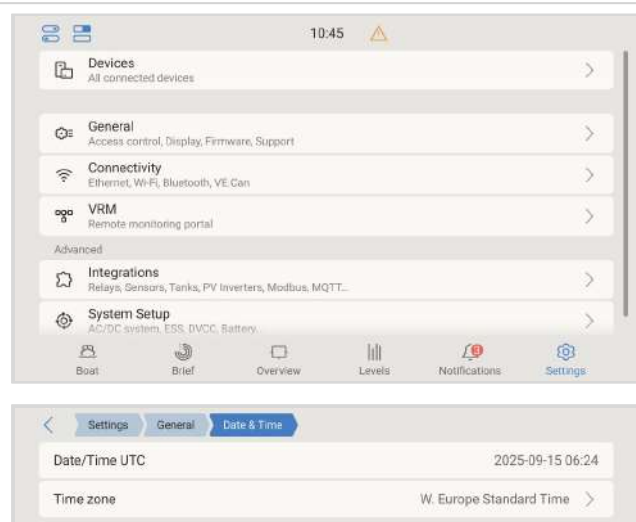 10:45
Devices
All connected devices
General
Access control, Display, Firmware, Support
Connectivity
Ethernet, Wi-Fi, Bluetooth, VE.Can
VRM
Remote monitoring portal
Advanced
Integrations
Relays, Sensors, Tanks, PV Inverters, Modbus, MQTT...
System Setup
AC/DC system, ESS, DVCC, Battery...
Boat Brief Overview Levels Notifications Settings
Settings General Date & Time
Date/Time UTC 2025-09-15 06:24
Time zone W. Europe Standard Time